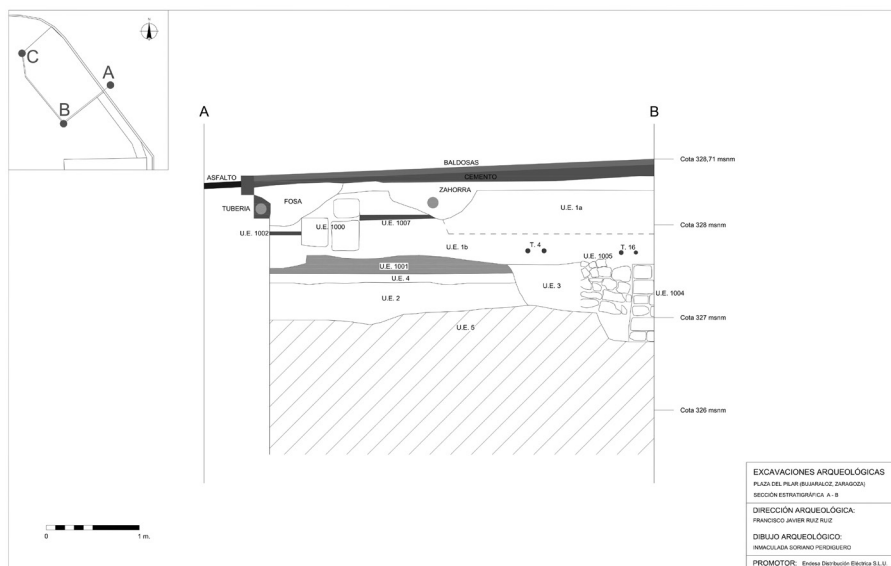 N
C
A
B
A
B
BALDOSAS
Cota 328,71 msnm
ASFALTO
CEMENTO
ZAHORRA
FOSA
TUBERIA
U.E. 1a
U.E. 1007
U.E. 1000
Cota 328 msnm
U.E. 1002
U.E. 1b
T. 4
T. 16
U.E. 1005
U.E. 1001
U.E. 4
U.E. 3
U.E. 1004
U.E. 2
Cota 327 msnm
U.E. 5
Cota 326 msnm
0
1 m.
EXCAVACIONES ARQUEOLÓGICAS
PLAZA DEL PILAR (BUJARALOZ, ZARAGOZA)
SECCIÓN ESTRATIGRÁFICA A - B
DIRECCIÓN ARQUEOLÓGICA:
FRANCISCO JAVIER RUIZ RUIZ
DIBUJO ARQUEOLÓGICO:
INMACULADA SORIANO PERDIGUERO
PROMOTOR: Endesa Distribución Eléctrica S.L.U.